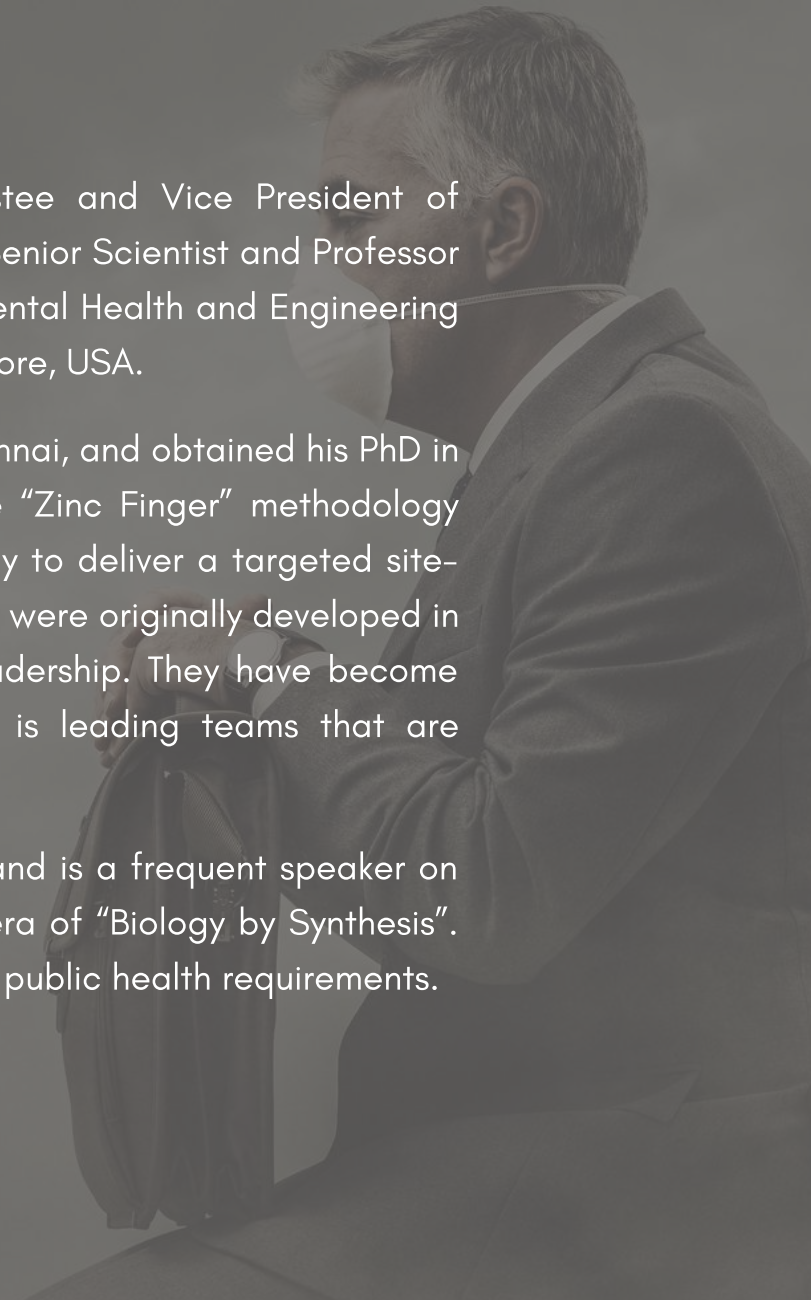 stee and Vice President of
Senior Scientist and Professor
ental Health and Engineering
ore, USA.
nnai, and obtained his PhD in
e “Zinc Finger” methodology
y to deliver a targeted site-
were originally developed in
adership. They have become
is leading teams that are
and is a frequent speaker on
era of “Biology by Synthesis”.
public health requirements.